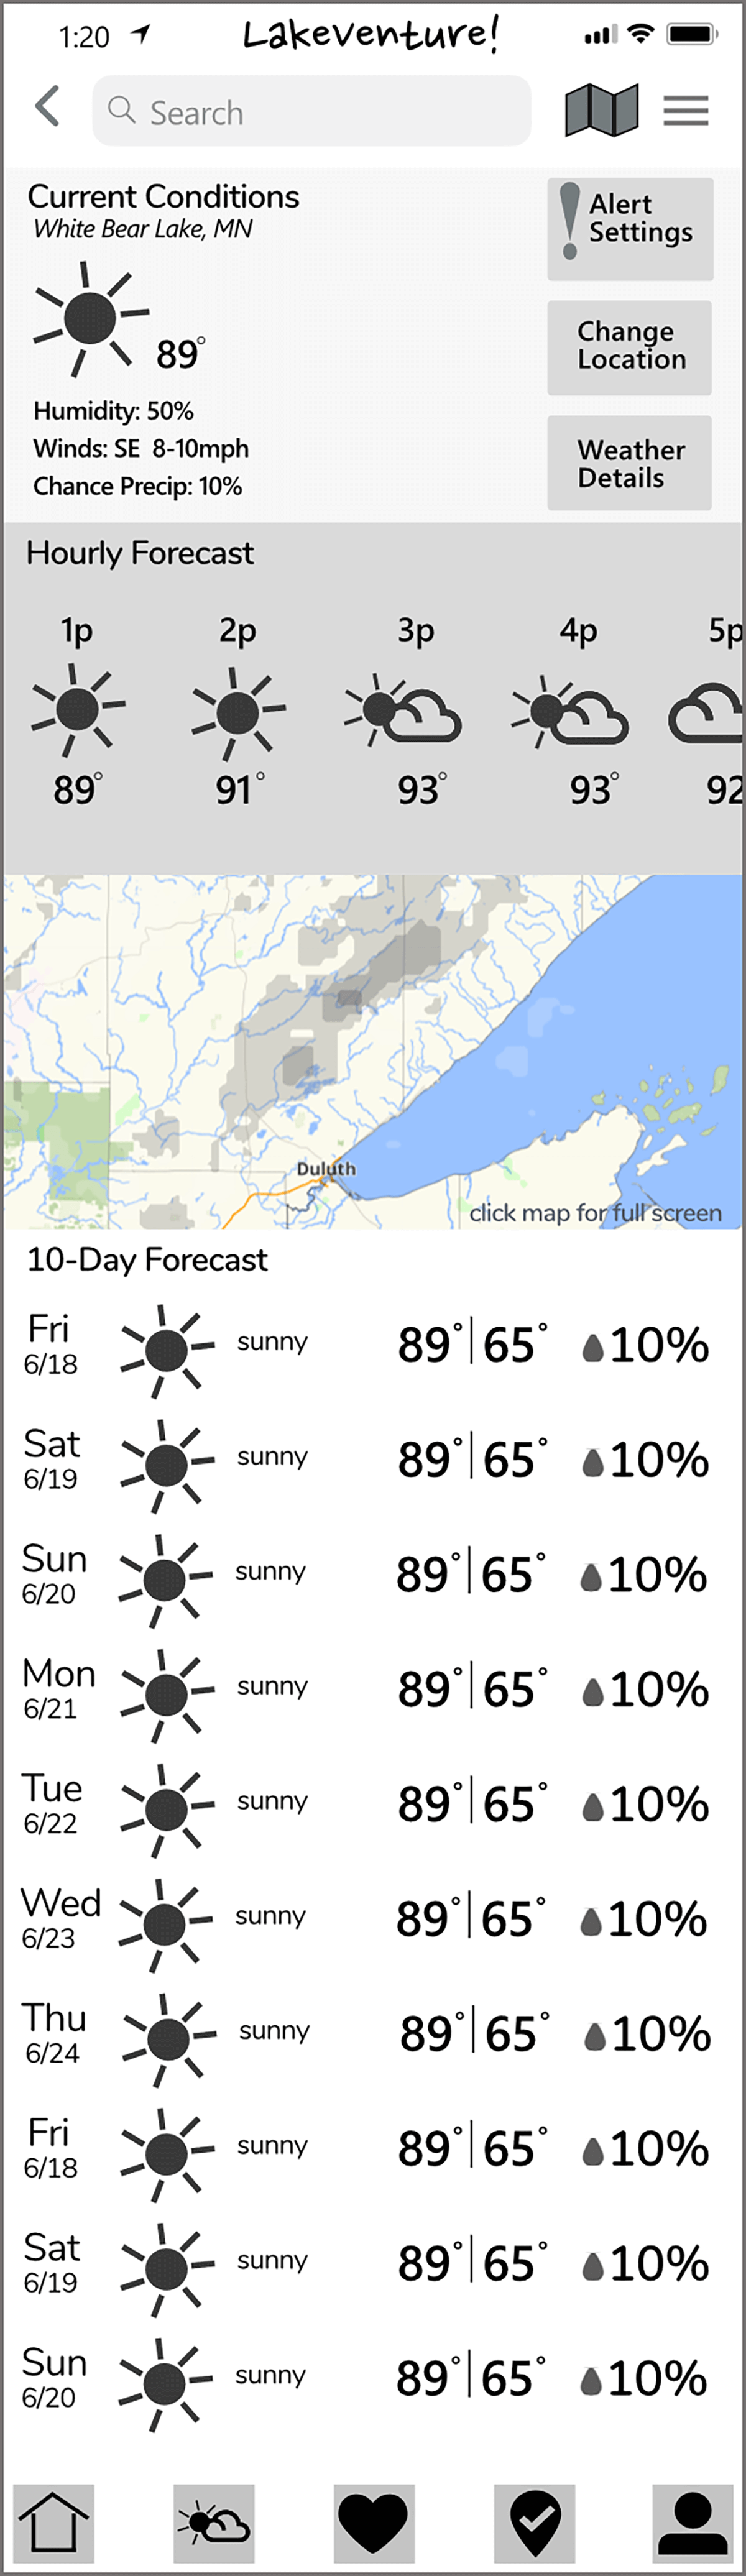 1:20 Lakeventure!
Search
Current Conditions
White Bear Lake, MN
89°
Humidity: 50%
Winds: SE 8-10mph
Chance Precip: 10%
Alert
Settings
Change
Location
Weather
Details
Hourly Forecast
1p 2p 3p 4p 5p
89° 91° 93° 93° 92
Duluth
click map for full screen
10-Day Forecast
Fri
6/18
sunny 89°|65° 10%
Sat
6/19
sunny 89°|65° 10%
Sun
6/20
sunny 89°|65° 10%
Mon
6/21
sunny 89°|65° 10%
Tue
6/22
sunny 89°|65° 10%
Wed
6/23
sunny 89°|65° 10%
Thu
6/24
sunny 89°|65° 10%
Fri
6/18
sunny 89°|65° 10%
Sat
6/19
sunny 89°|65° 10%
Sun
6/20
sunny 89°|65° 10%